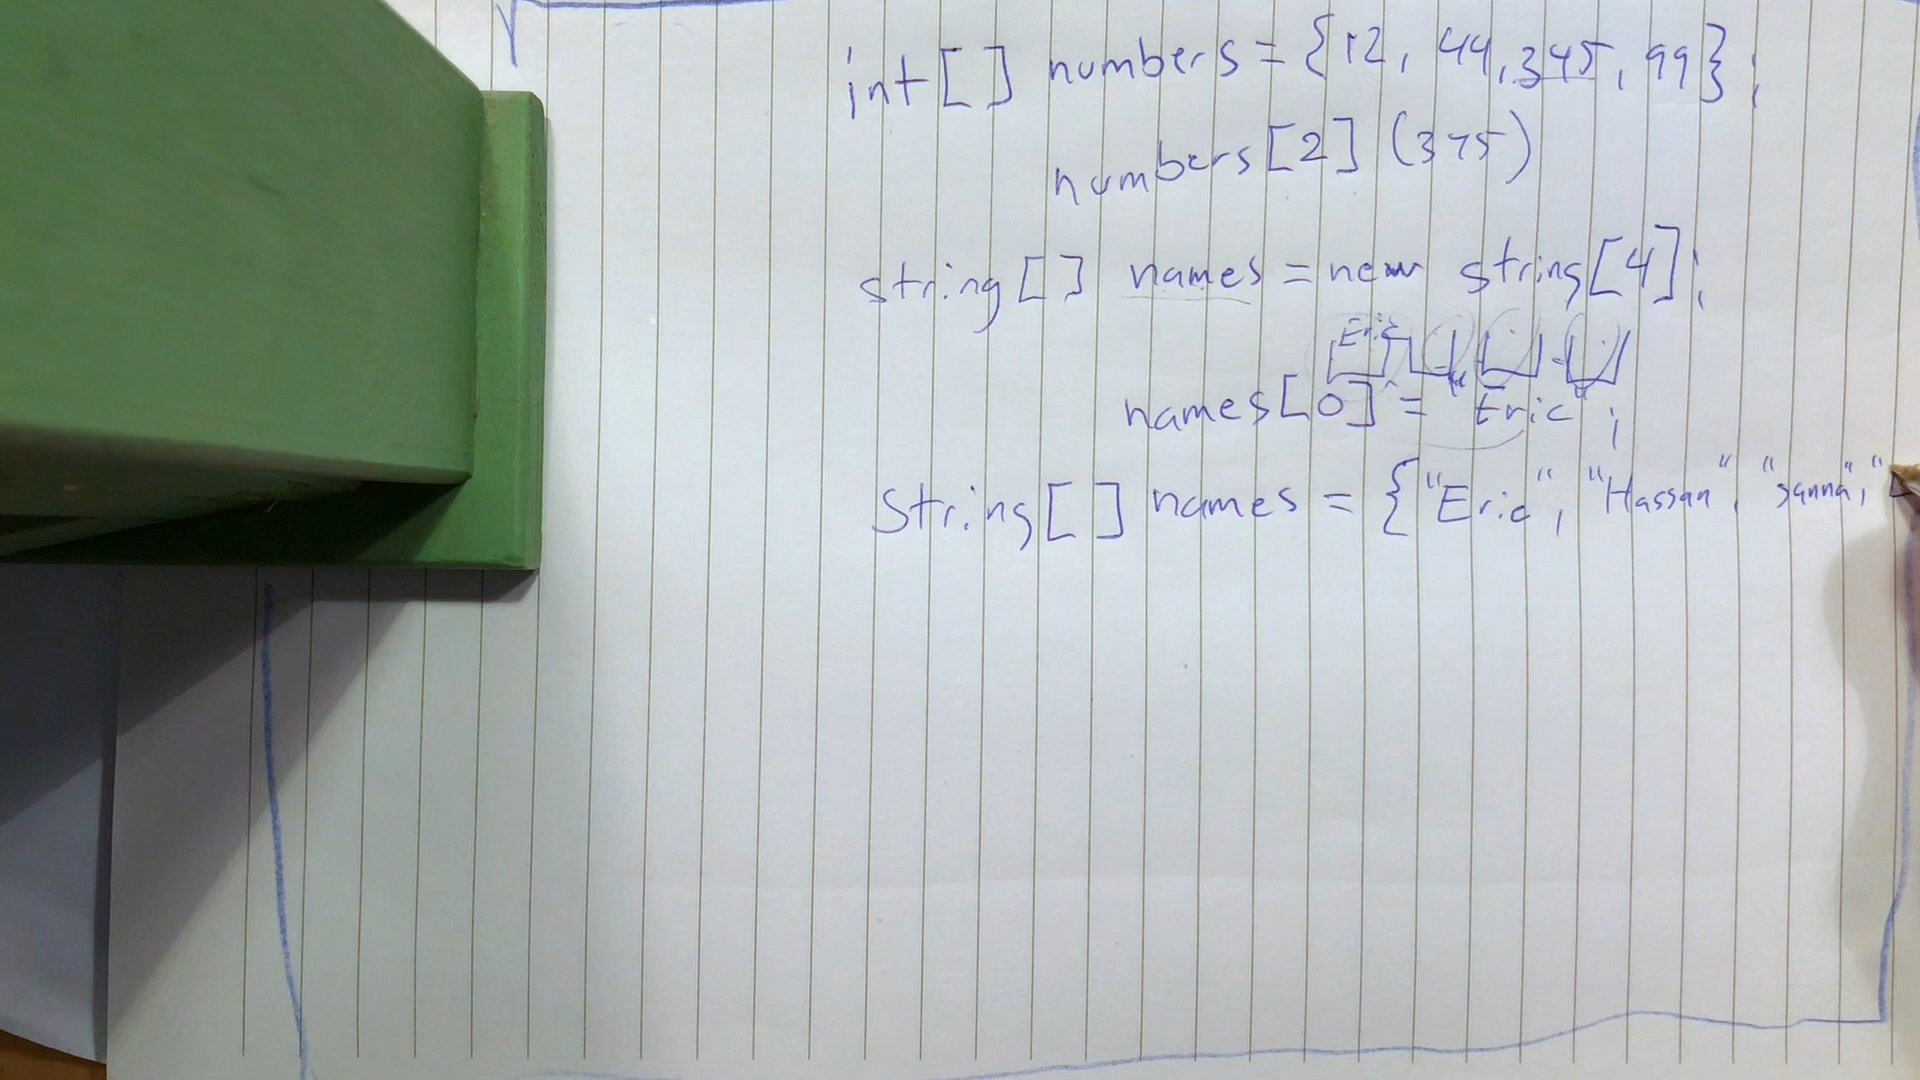 int[] numbers = {12, 44, 345, 99};
numbers[2] (345)
string[] names = new string[4];
Eric
names[0] = "Eric";
String[] names = {"Eric", "Hassan", "Sanna", "